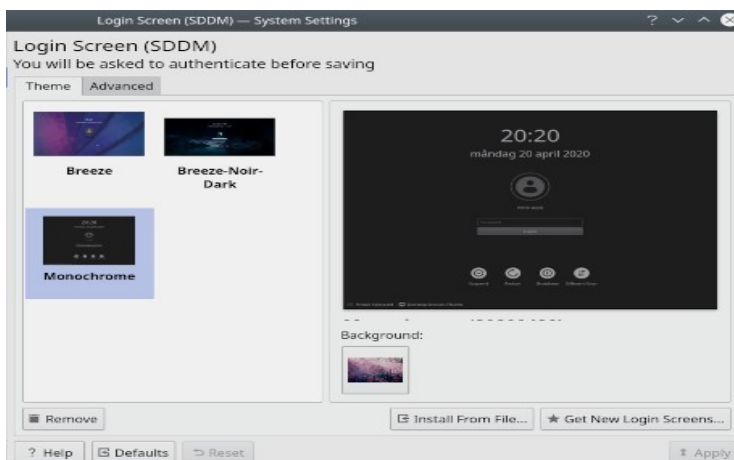 Login Screen (SDDM) — System Settings
Login Screen (SDDM)
You will be asked to authenticate before saving
Theme
Advanced
Breeze
Breeze-Noir-
Dark
Monochrome
20:20
måndag 20 april 2020
Background:
Remove
Install From File...
Get New Login Screens...
? Help
Defaults
Reset
Apply